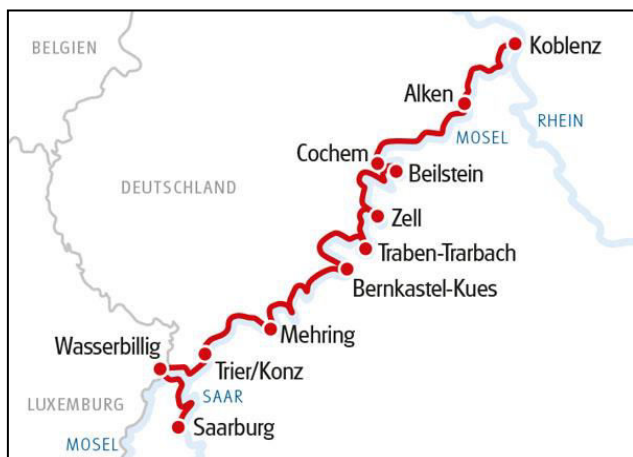 BELGIEN
Koblenz
Alken
MOSEL
RHEIN
Cochem
Beilstein
DEUTSCHLAND
Zell
Traben-Trarbach
Bernkastel-Kues
Mehring
Wasserbillig
Trier/Konz
SAAR
LUXEMBURG
Saarburg
MOSEL